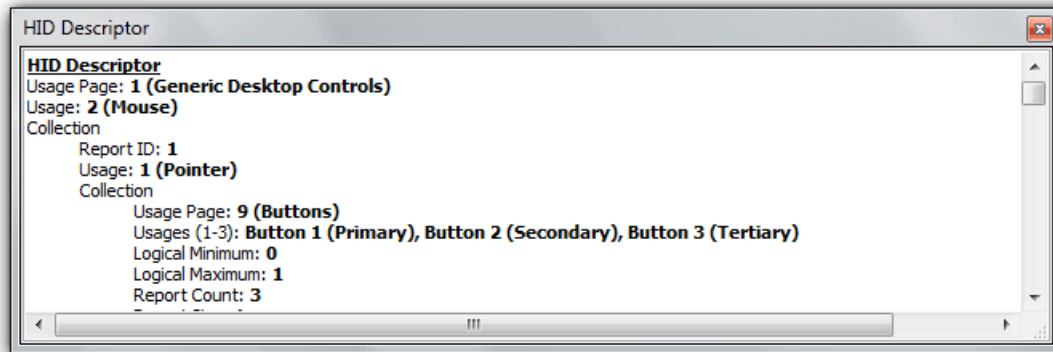 HID Descriptor
HID Descriptor
Usage Page: 1 (Generic Desktop Controls)
Usage: 2 (Mouse)
Collection
Report ID: 1
Usage: 1 (Pointer)
Collection
Usage Page: 9 (Buttons)
Usages (1-3): Button 1 (Primary), Button 2 (Secondary), Button 3 (Tertiary)
Logical Minimum: 0
Logical Maximum: 1
Report Count: 3